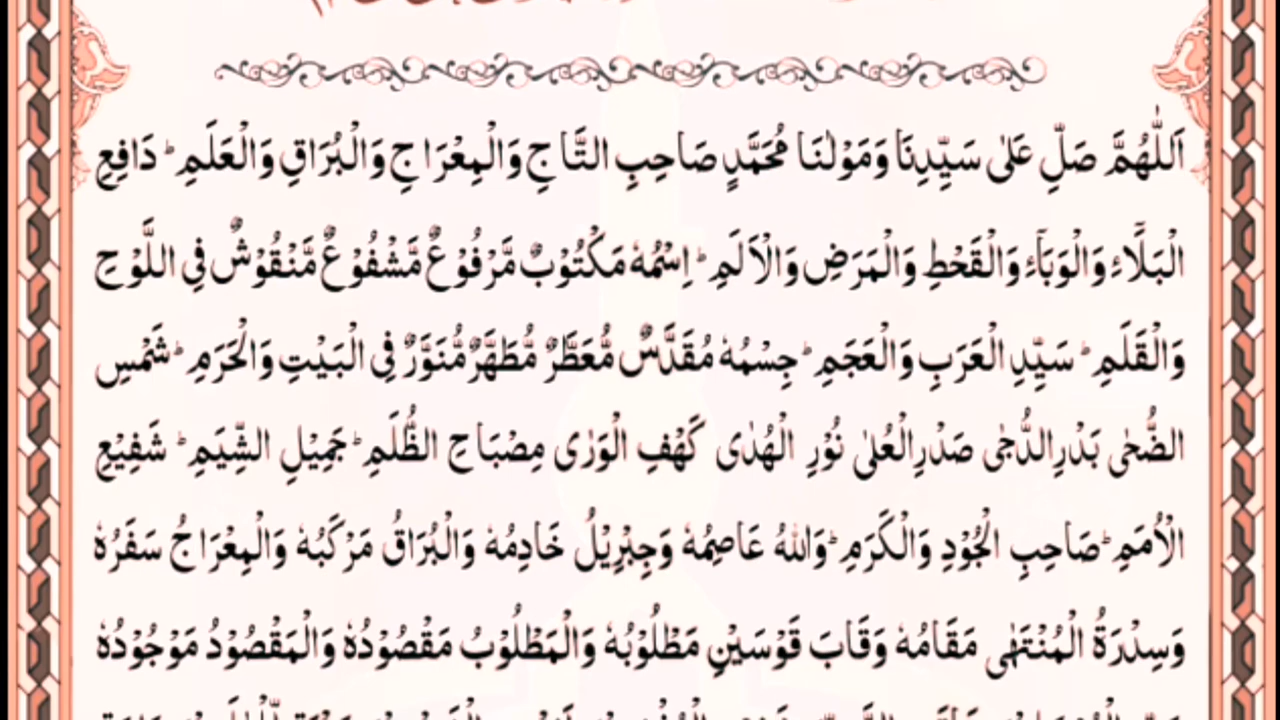 اَللّٰهُمَّ صَلِّ عَلٰی سَيِّدِنَا وَمَوْلٰنَا مُحَمَّدٍ صَاحِبِ التَّاجِ وَالْمِعْرَاجِ وَالْبُرَاقِ وَالْعَلَمِ ؕ دَافِعِ
الْبَلَآءِ وَالْوَبَآءِ وَالْقَحْطِ وَالْمَرَضِ وَالْاَلَمِ ؕ اِسْمُهٗ مَكْتُوْبٌ مَّرْفُوْعٌ مَّشْفُوْعٌ مَّنْقُوْشٌ فِی اللَّوْحِ
وَالْقَلَمِ ؕ سَيِّدِ الْعَرَبِ وَالْعَجَمِ ؕ جِسْمُهٗ مُقَدَّسٌ مُّعَطَّرٌ مُّطَهَّرٌ مُّنَوَّرٌ فِی الْبَيْتِ وَالْحَرَمِ ؕ شَمْسِ
الضُّحٰی بَدْرِالدُّجٰی صَدْرِالْعُلٰی نُوْرِ الْهُدٰی كَهْفِ الْوَرٰی مِصْبَاحِ الظُّلَمِ ؕ جَمِيْلِ الشِّيَمِ ؕ شَفِيْعِ
الْاُمَمِ ؕ صَاحِبِ الْجُوْدِ وَالْكَرَمِ ؕ وَاللهُ عَاصِمُهٗ وَجِبْرِيْلُ خَادِمُهٗ وَالْبُرَاقُ مَرْكَبُهٗ وَالْمِعْرَاجُ سَفَرُهٗ
وَسِدْرَةُ الْمُنْتَهٰی مَقَامُهٗ وَقَابَ قَوْسَيْنِ مَطْلُوْبُهٗ وَالْمَطْلُوْبُ مَقْصُوْدُهٗ وَالْمَقْصُوْدُ مَوْجُوْدُهٗ